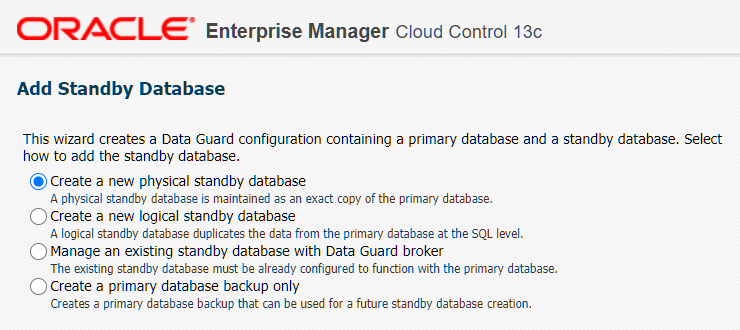 ORACLE® Enterprise Manager Cloud Control 13c
Add Standby Database
This wizard creates a Data Guard configuration containing a primary database and a standby database. Select
how to add the standby database.
Create a new physical standby database
A physical standby database is maintained as an exact copy of the primary database.
Create a new logical standby database
A logical standby database duplicates the data from the primary database at the SQL level.
Manage an existing standby database with Data Guard broker
The existing standby database must be already configured to function with the primary database.
Create a primary database backup only
Creates a primary database backup that can be used for a future standby database creation.